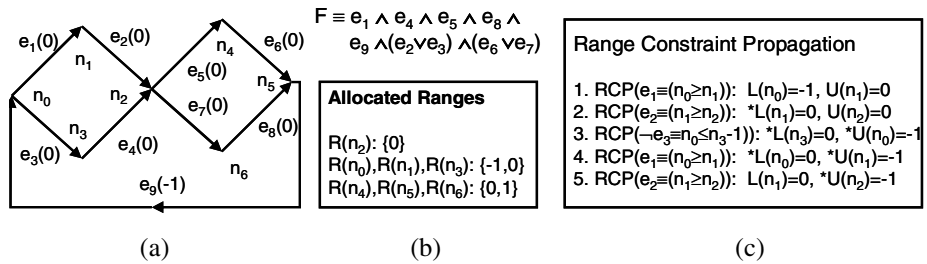 e₁(0)
e₂(0)
n₁
n₄
e₆(0)
e₅(0)
n₀
n₂
n₅
e₇(0)
n₃
e₃(0)
e₄(0)
e₈(0)
n₆
e₉(-1)
(a)
F ≡ e₁ ∧ e₄ ∧ e₅ ∧ e₈ ∧
e₉ ∧(e₂∨e₃) ∧(e₆ ∨e₇)
Allocated Ranges
R(n₂): {0}
R(n₀),R(n₁),R(n₃): {-1,0}
R(n₄),R(n₅),R(n₆): {0,1}
(b)
Range Constraint Propagation
1. RCP(e₁≡(n₀≥n₁)): L(n₀)=-1, U(n₁)=0
2. RCP(e₂≡(n₁≥n₂)): *L(n₁)=0, U(n₂)=0
3. RCP(¬e₃≡n₀≤n₃-1)): *L(n₃)=0, *U(n₀)=-1
4. RCP(e₁≡(n₀≥n₁)): *L(n₀)=0, *U(n₁)=-1
5. RCP(e₂≡(n₁≥n₂)): L(n₁)=0, *U(n₂)=-1
(c)